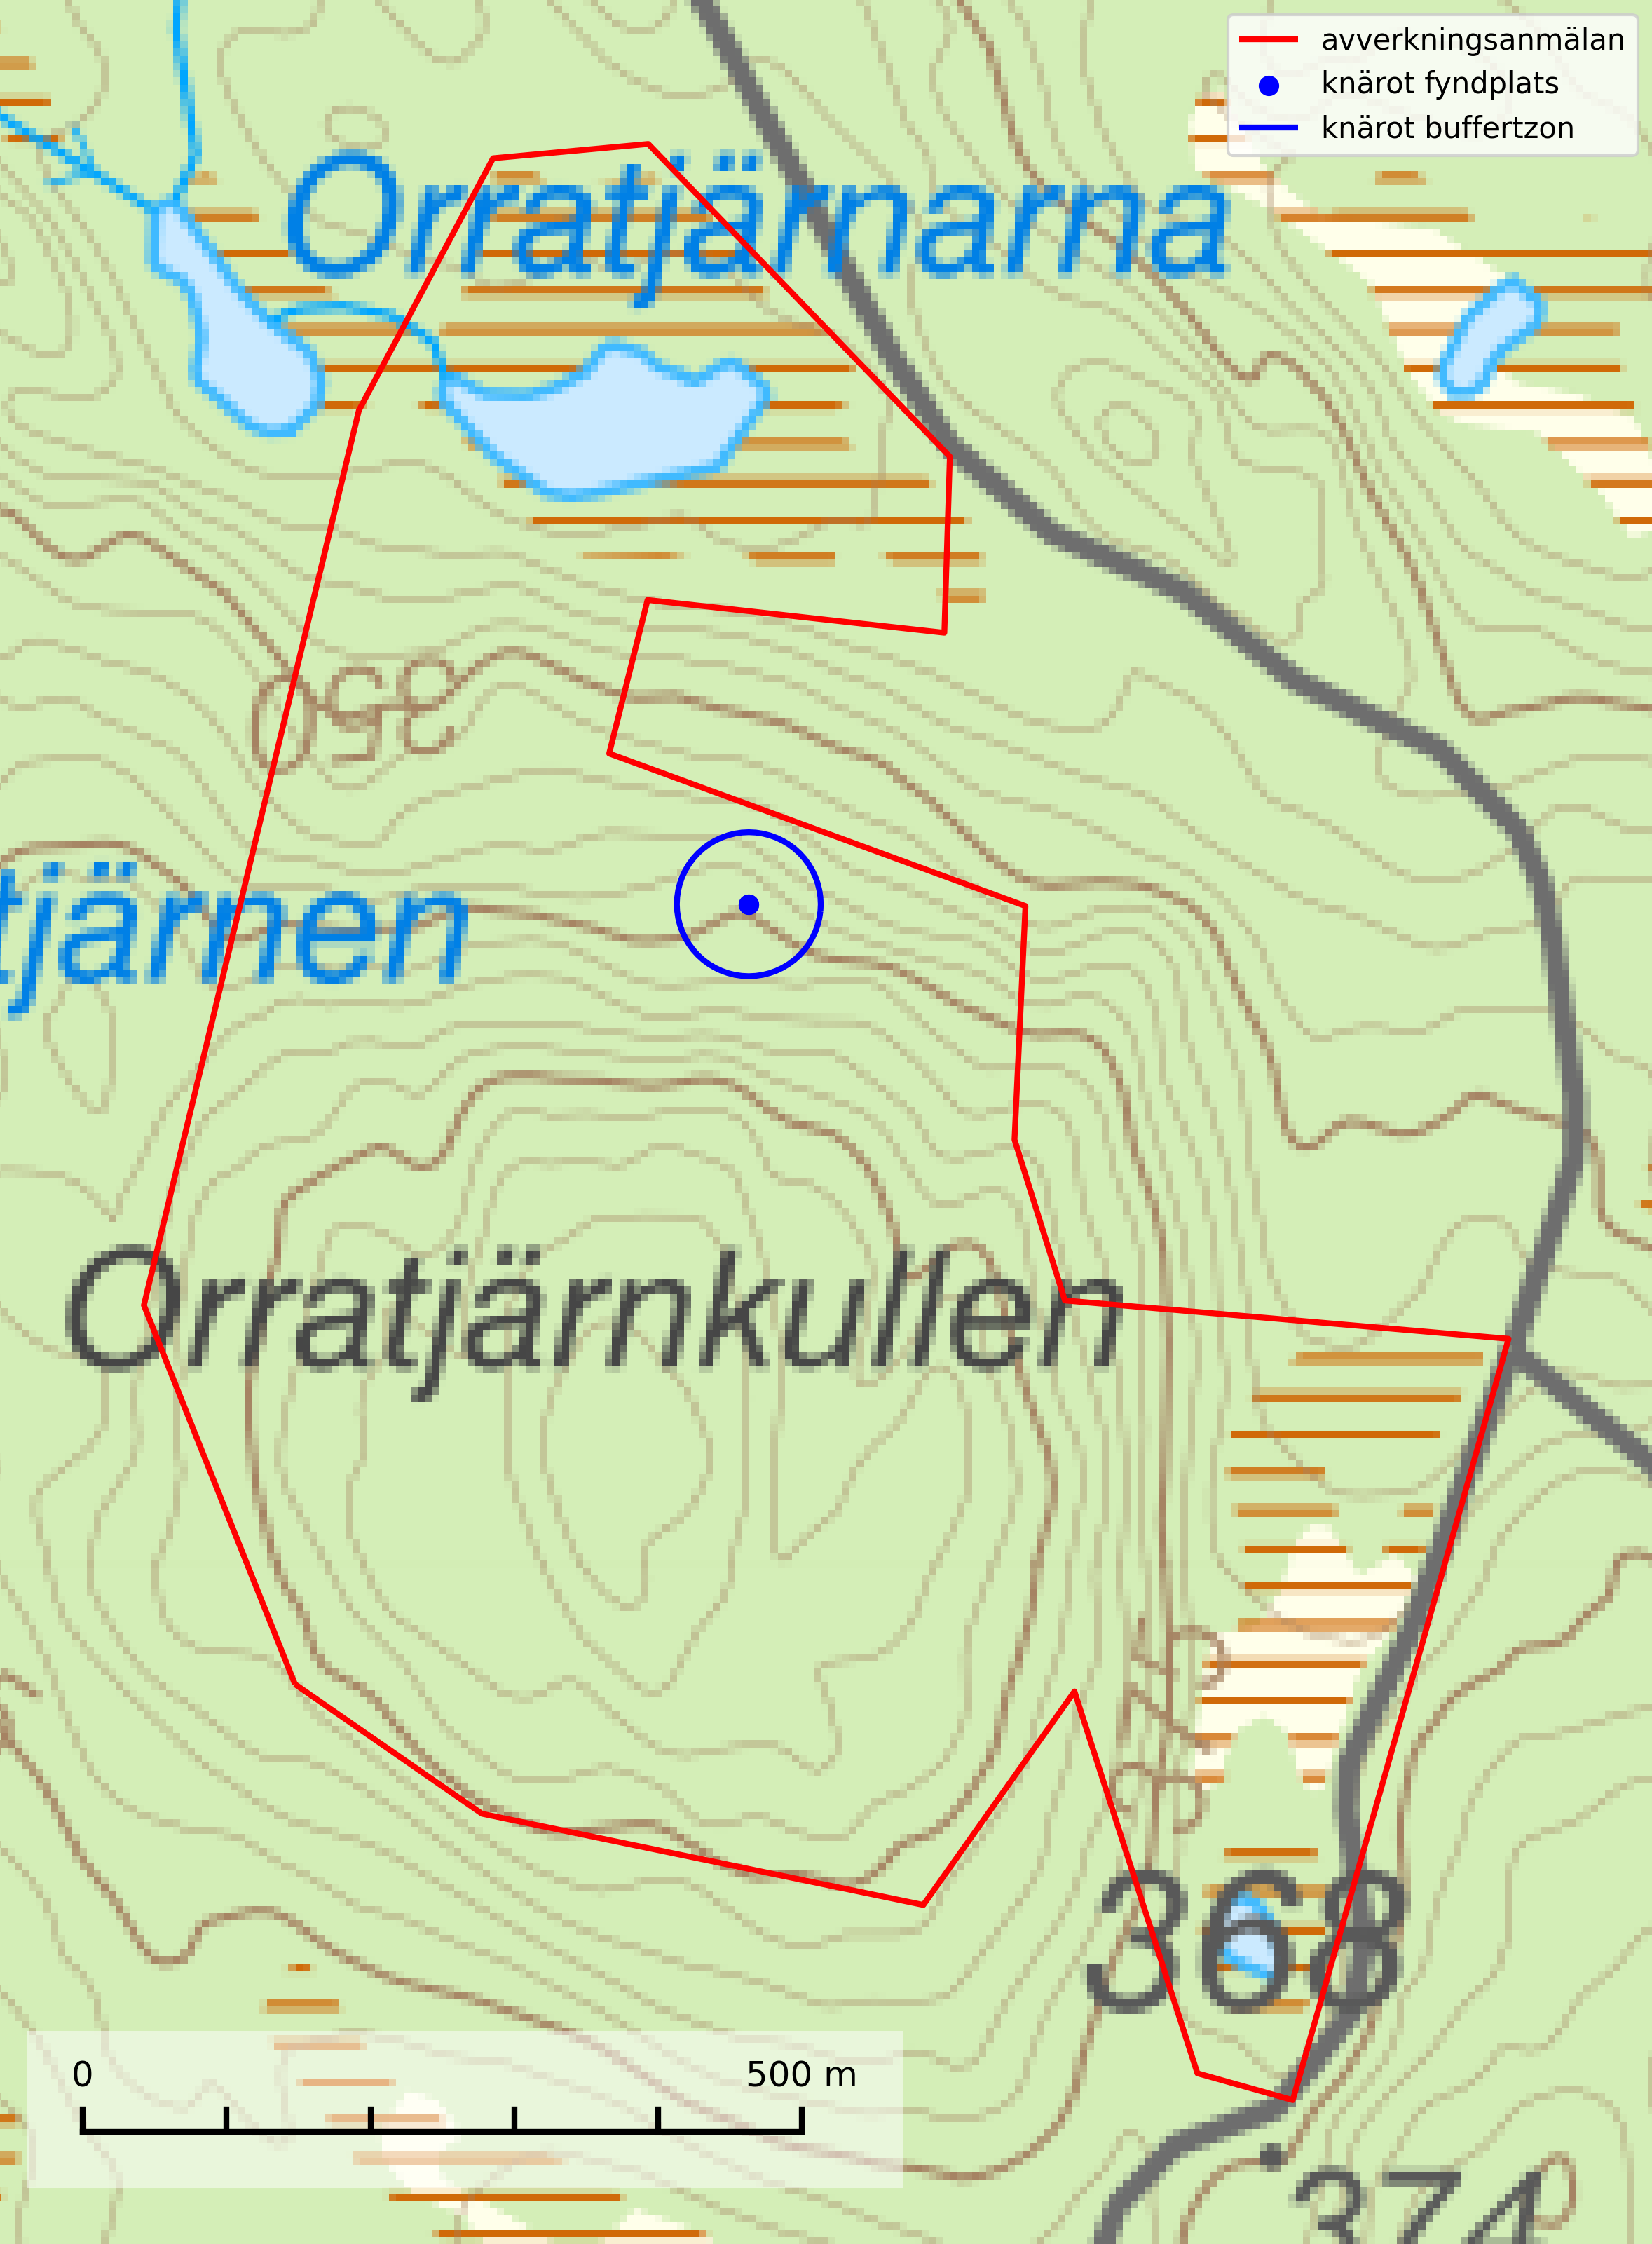 avverkningsanmälan
knärot fyndplats
knärot buffertzon
Orratjärnarna
350
tjärnen
Orratjärnkullen
368
374
0 500 m